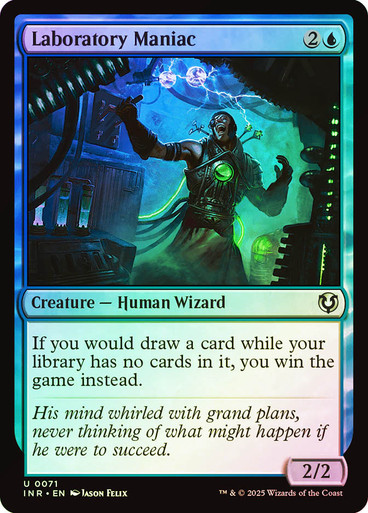 Laboratory Maniac 2
Creature — Human Wizard
If you would draw a card while your
library has no cards in it, you win the
game instead.
His mind whirled with grand plans,
never thinking of what might happen if
he were to succeed.
2/2
U 0071
INR • EN Jason Felix
™ & © 2025 Wizards of the Coast